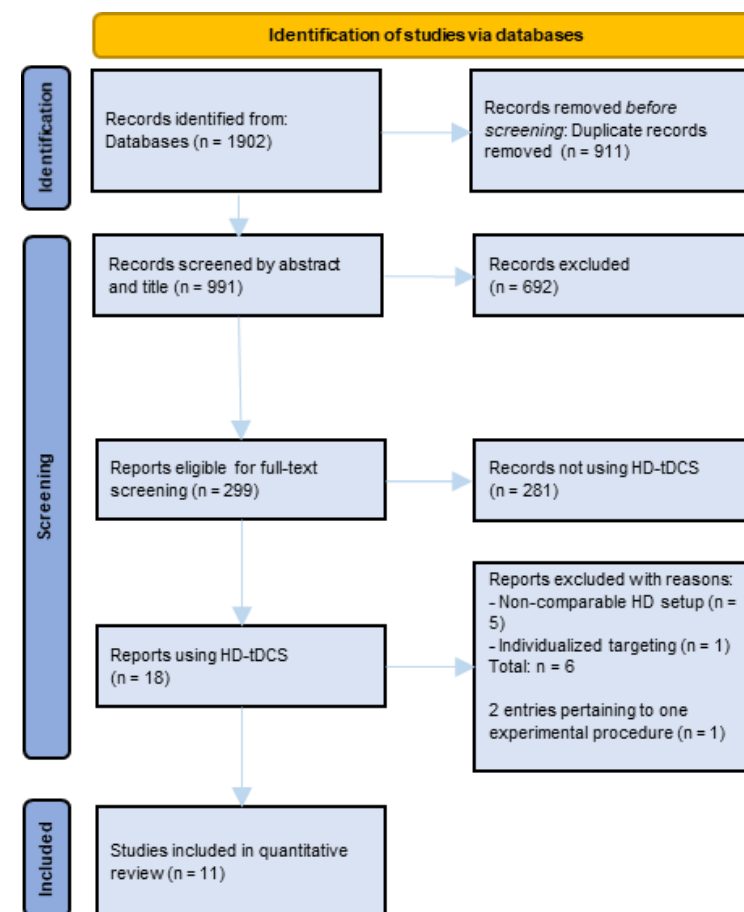 Identification of studies via databases
Identification
Records identified from:
Databases (n = 1902)
Records removed before
screening: Duplicate records
removed (n = 911)
Screening
Records screened by abstract
and title (n = 991)
Records excluded
(n = 692)
Reports eligible for full-text
screening (n = 299)
Records not using HD-tDCS
(n = 281)
Reports using HD-tDCS
(n = 18)
Reports excluded with reasons:
- Non-comparable HD setup (n =
5)
- Individualized targeting (n = 1)
Total: n = 6
2 entries pertaining to one
experimental procedure (n = 1)
Included
Studies included in quantitative
review (n = 11)